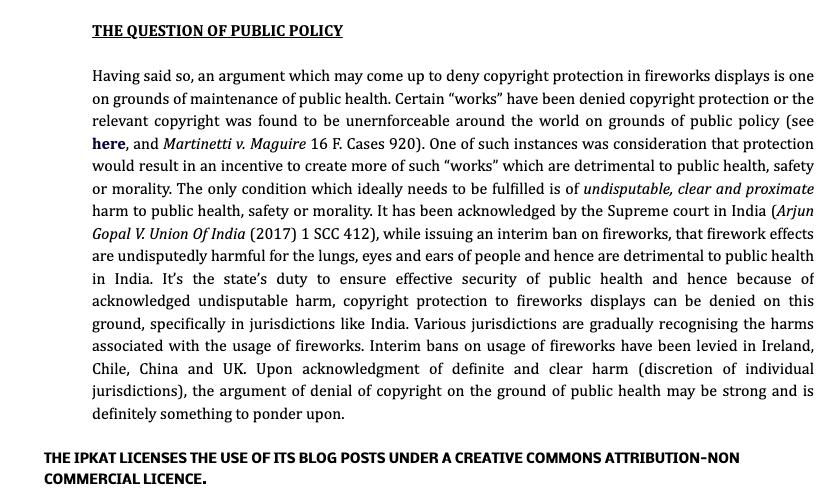 THE QUESTION OF PUBLIC POLICY
Having said so, an argument which may come up to deny copyright protection in fireworks displays is one
on grounds of maintenance of public health. Certain “works” have been denied copyright protection or the
relevant copyright was found to be unernforceable around the world on grounds of public policy (see
here, and Martinetti v. Maguire 16 F. Cases 920). One of such instances was consideration that protection
would result in an incentive to create more of such “works” which are detrimental to public health, safety
or morality. The only condition which ideally needs to be fulfilled is of undisputable, clear and proximate
harm to public health, safety or morality. It has been acknowledged by the Supreme court in India (Arjun
Gopal V. Union Of India (2017) 1 SCC 412), while issuing an interim ban on fireworks, that firework effects
are undisputedly harmful for the lungs, eyes and ears of people and hence are detrimental to public health
in India. It’s the state’s duty to ensure effective security of public health and hence because of
acknowledged undisputable harm, copyright protection to fireworks displays can be denied on this
ground, specifically in jurisdictions like India. Various jurisdictions are gradually recognising the harms
associated with the usage of fireworks. Interim bans on usage of fireworks have been levied in Ireland,
Chile, China and UK. Upon acknowledgment of definite and clear harm (discretion of individual
jurisdictions), the argument of denial of copyright on the ground of public health may be strong and is
definitely something to ponder upon.
THE IPKAT LICENSES THE USE OF ITS BLOG POSTS UNDER A CREATIVE COMMONS ATTRIBUTION-NON
COMMERCIAL LICENCE.